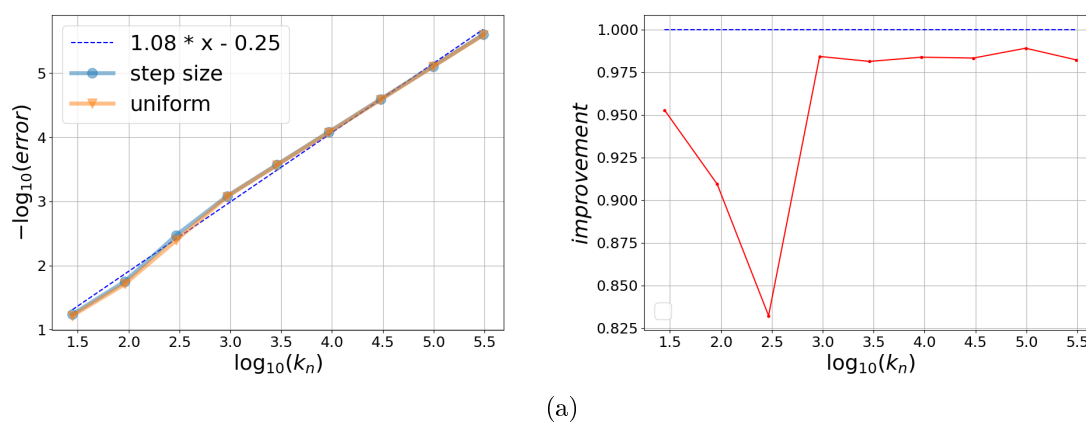 1.08 * x - 0.25
step size
uniform
−log₁₀(error)
5
4
3
2
1
1.5 2.0 2.5 3.0 3.5 4.0 4.5 5.0 5.5
log₁₀(kₙ)
improvement
1.000
0.975
0.950
0.925
0.900
0.875
0.850
0.825
1.5 2.0 2.5 3.0 3.5 4.0 4.5 5.0 5.5
log₁₀(kₙ)
(a)